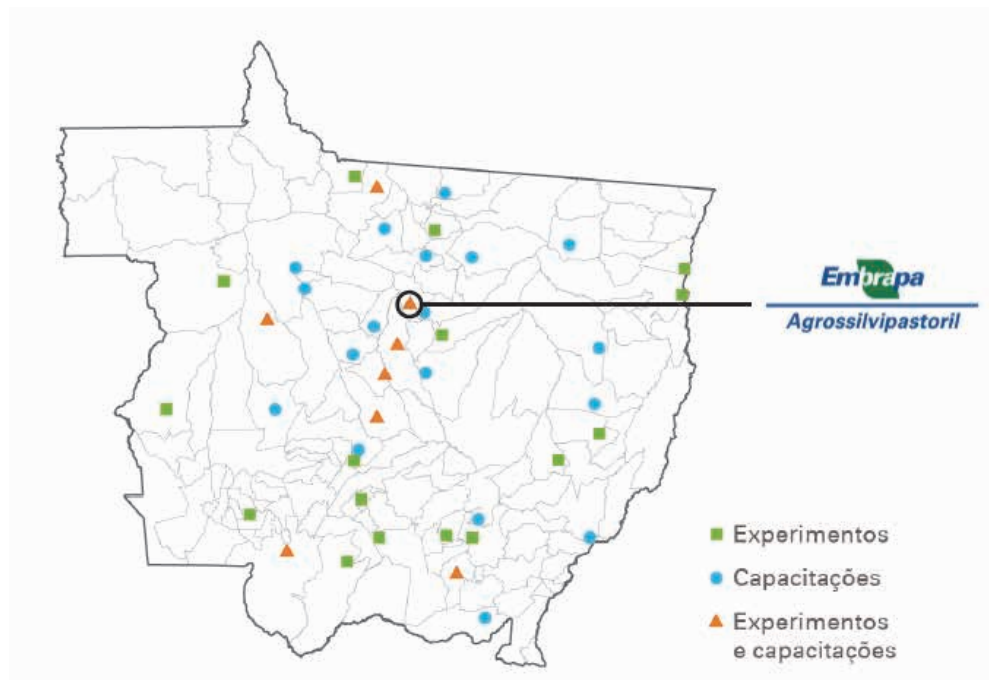 Embrapa
Agrossilvipastoril
Experimentos
Capacitações
Experimentos
e capacitações